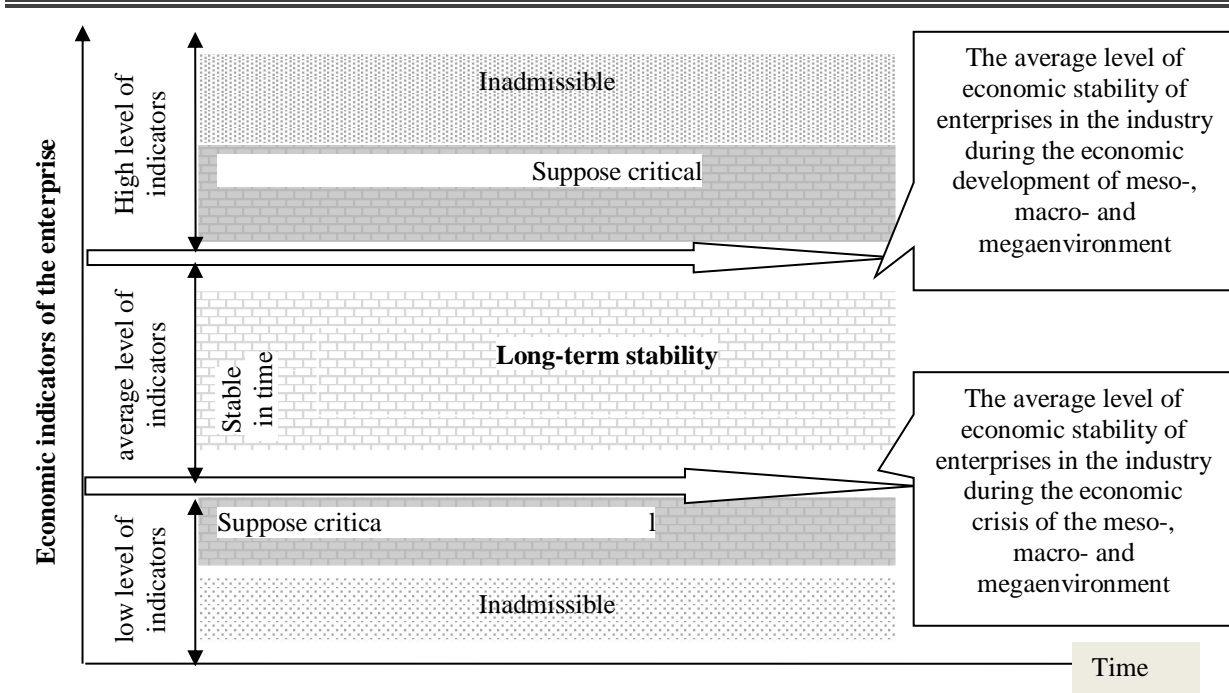 Economic indicators of the enterprise
High level of
indicators
Inadmissible
Suppose critical
The average level of
economic stability of
enterprises in the industry
during the economic
development of meso-,
macro- and
megaenvironment
average level of
indicators
Stable
in time
Long-term stability
The average level of
economic stability of
enterprises in the industry
during the economic
crisis of the meso-,
macro- and
megaenvironment
low level of
indicators
Suppose critica l
Inadmissible
Time